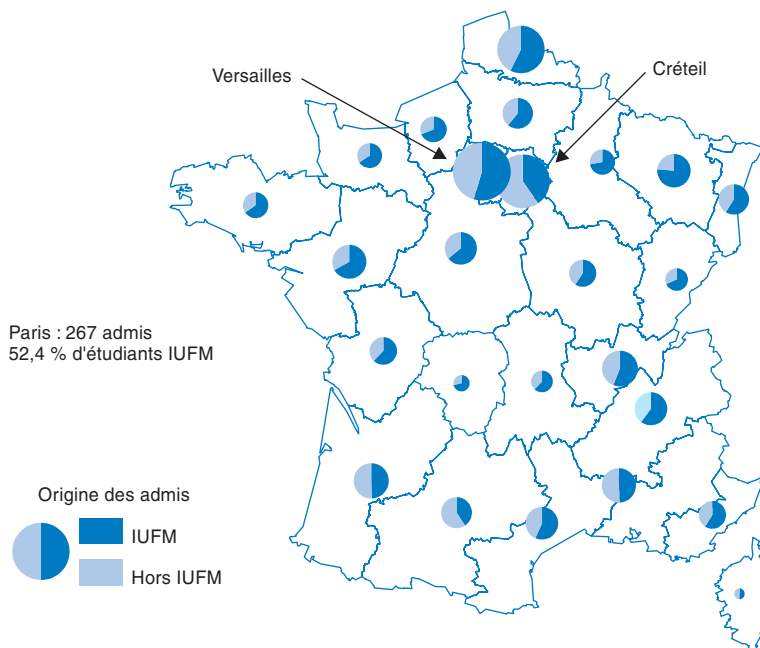 Versailles
Créteil
Paris : 267 admis
52,4 % d'étudiants IUFM
Origine des admis
IUFM
Hors IUFM